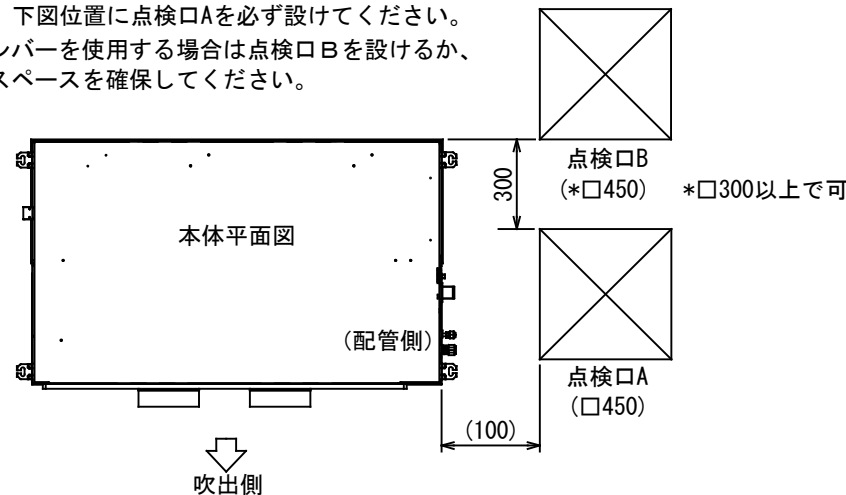 下図位置に点検口Aを必ず設けてください。
ンバーを使用する場合は点検口Ｂを設けるか、
スペースを確保してください。
点検口B
(*□450)
*□300以上で可
300
本体平面図
(配管側)
点検口A
(□450)
(100)
吹出側